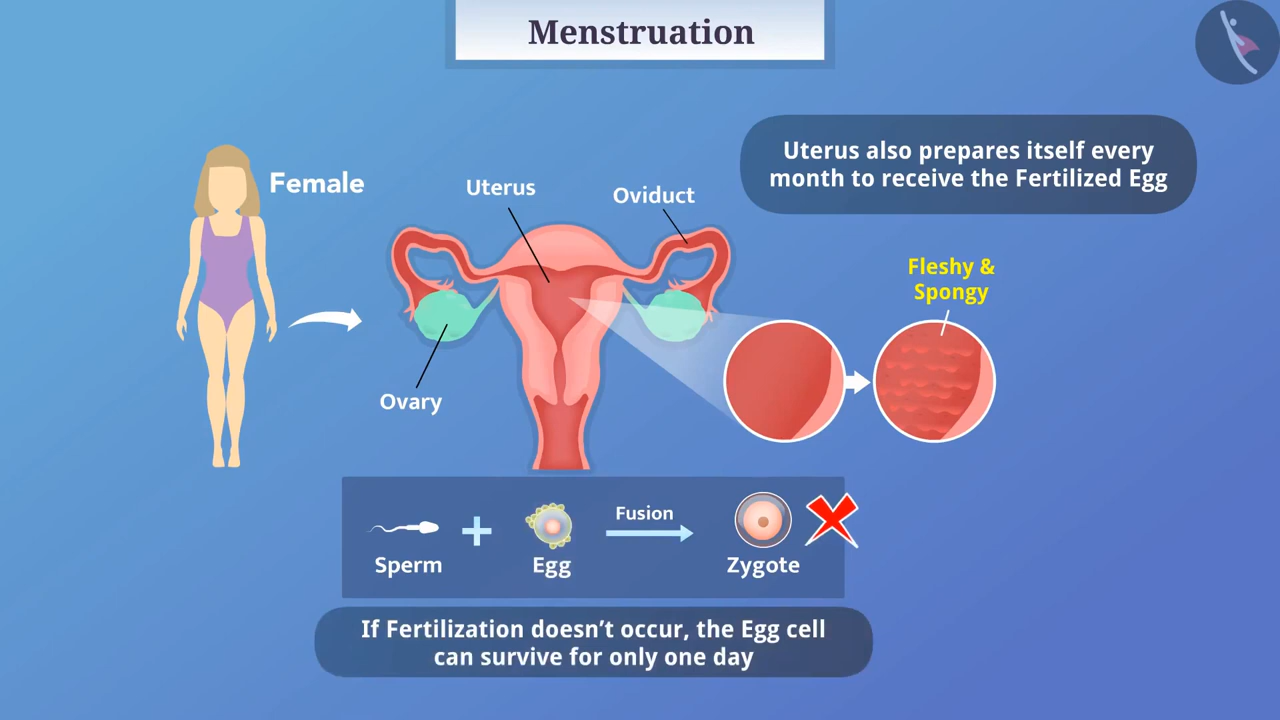 Menstruation
Uterus also prepares itself every
month to receive the Fertilized Egg
Female
Uterus
Oviduct
Fleshy &
Spongy
Ovary
Fusion
Sperm
+
Egg
Zygote
If Fertilization doesn’t occur, the Egg cell
can survive for only one day